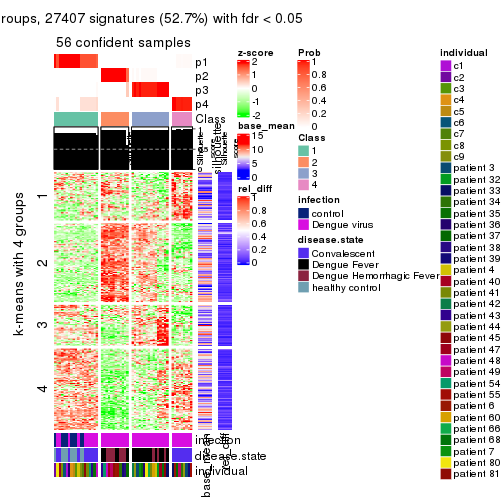 roups, 27407 signatures (52.7%) with fdr < 0.05
56 confident samples
p1
p2
p3
p4
Class
silhouette
Silhouette
score
1
2
3
4
k-means with 4 groups
infection
disease.state
individual
base_mean
rel_diff
z-score
2
1
0
-1
-2
base_mean
15
10
5
0
rel_diff
1
0.8
0.6
0.4
0.2
0
Prob
1
0.8
0.6
0.4
0.2
0
Class
1
2
3
4
infection
control
Dengue virus
disease.state
Convalescent
Dengue Fever
Dengue Hemorrhagic Fever
healthy control
individual
c1
c2
c3
c4
c5
c6
c7
c8
c9
patient 3
patient 32
patient 33
patient 34
patient 35
patient 36
patient 37
patient 38
patient 39
patient 4
patient 40
patient 41
patient 42
patient 43
patient 44
patient 45
patient 47
patient 48
patient 49
patient 54
patient 55
patient 6
patient 60
patient 66
patient 68
patient 7
patient 80
patient 81